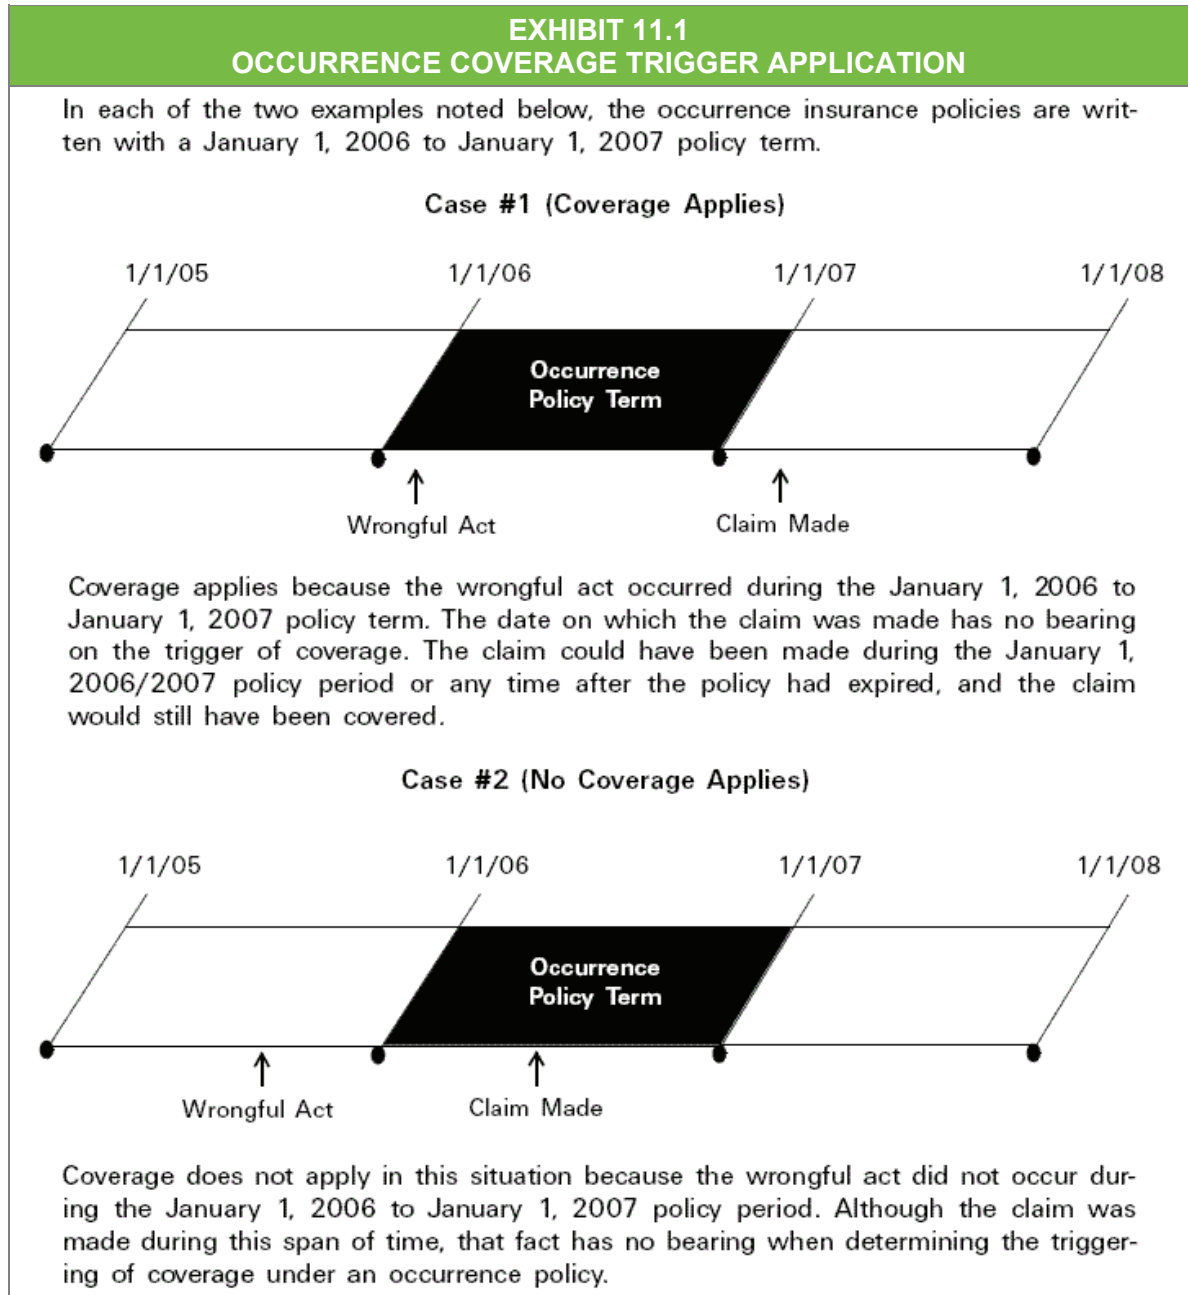 EXHIBIT 11.1
OCCURRENCE COVERAGE TRIGGER APPLICATION
In each of the two examples noted below, the occurrence insurance policies are writ-
ten with a January 1, 2006 to January 1, 2007 policy term.
Case #1 (Coverage Applies)
1/1/05 1/1/06 1/1/07 1/1/08
Occurrence
Policy Term
Wrongful Act Claim Made
Coverage applies because the wrongful act occurred during the January 1, 2006 to
January 1, 2007 policy term. The date on which the claim was made has no bearing
on the trigger of coverage. The claim could have been made during the January 1,
2006/2007 policy period or any time after the policy had expired, and the claim
would still have been covered.
Case #2 (No Coverage Applies)
1/1/05 1/1/06 1/1/07 1/1/08
Occurrence
Policy Term
Wrongful Act Claim Made
Coverage does not apply in this situation because the wrongful act did not occur dur-
ing the January 1, 2006 to January 1, 2007 policy period. Although the claim was
made during this span of time, that fact has no bearing when determining the trigger-
ing of coverage under an occurrence policy.